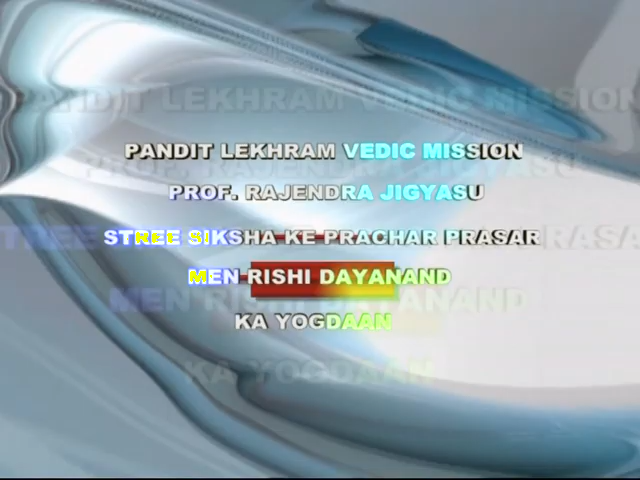 PANDIT LEKHRAM VEDIC MISSION
PROF. RAJENDRA JIGYASU
STREE SIKSHA KE PRACHAR PRASAR
MEN RISHI DAYANAND
KA YOGDAAN